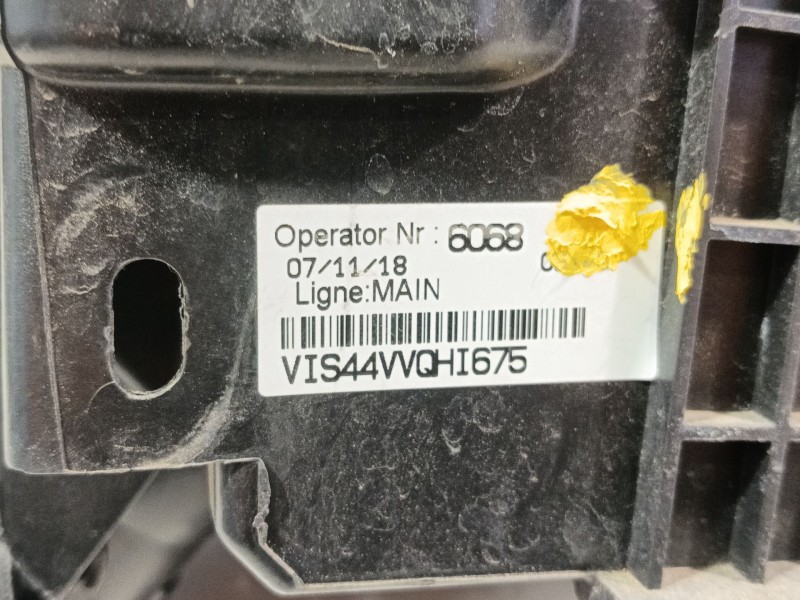 Operator Nr : 6068
07/11/18
Ligne:MAIN
VIS44VVQHI675